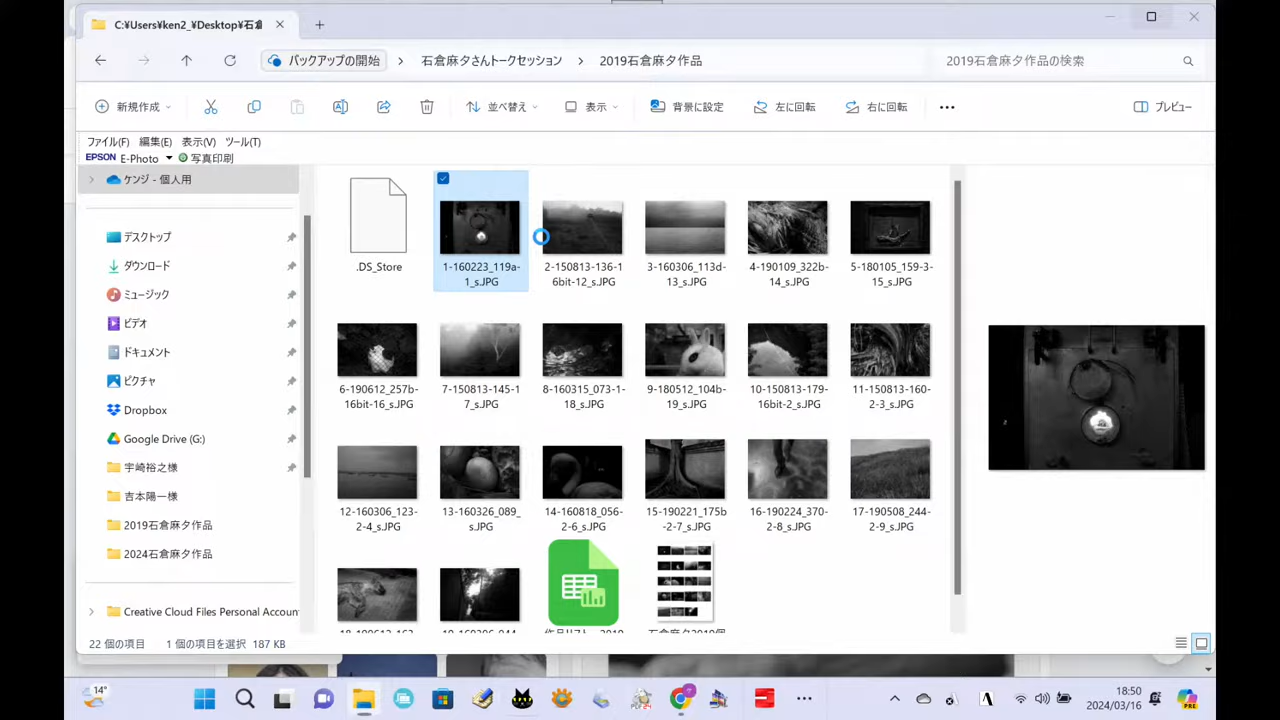 C:¥Users¥ken2_¥Desktop¥石倉
バックアップの開始 > 石倉麻夕さんトークセッション > 2019石倉麻夕作品
2019石倉麻夕作品の検索
新規作成 並べ替え 表示 背景に設定 左に回転 右に回転 ••• プレビュー
ファイル(F) 編集(E) 表示(V) ツール(T)
EPSON E-Photo 写真印刷
ケンジ - 個人用
デスクトップ
ダウンロード
ミュージック
ビデオ
ドキュメント
ピクチャ
Dropbox
Google Drive (G:)
宇崎裕之様
吉本陽一様
2019石倉麻夕作品
2024石倉麻夕作品
Creative Cloud Files Personal Accoun
.DS_Store
1-160223_119a-
1_s.JPG
2-150813-136-1
6bit-12_s.JPG
3-160306_113d-
13_s.JPG
4-190109_322b-
14_s.JPG
5-180105_159-3-
15_s.JPG
6-190612_257b-
16bit-16_s.JPG
7-150813-145-1
7_s.JPG
8-160315_073-1-
18_s.JPG
9-180512_104b-
19_s.JPG
10-150813-179-
16bit-2_s.JPG
11-150813-160-
2-3_s.JPG
12-160306_123-
2-4_s.JPG
13-160326_089_
s.JPG
14-160818_056-
2-6_s.JPG
15-190221_175b
-2-7_s.JPG
16-190224_370-
2-8_s.JPG
17-190508_244-
2-9_s.JPG
22 個の項目 1 個の項目を選択 187 KB
14°
A
18:50
2024/03/16
PRE